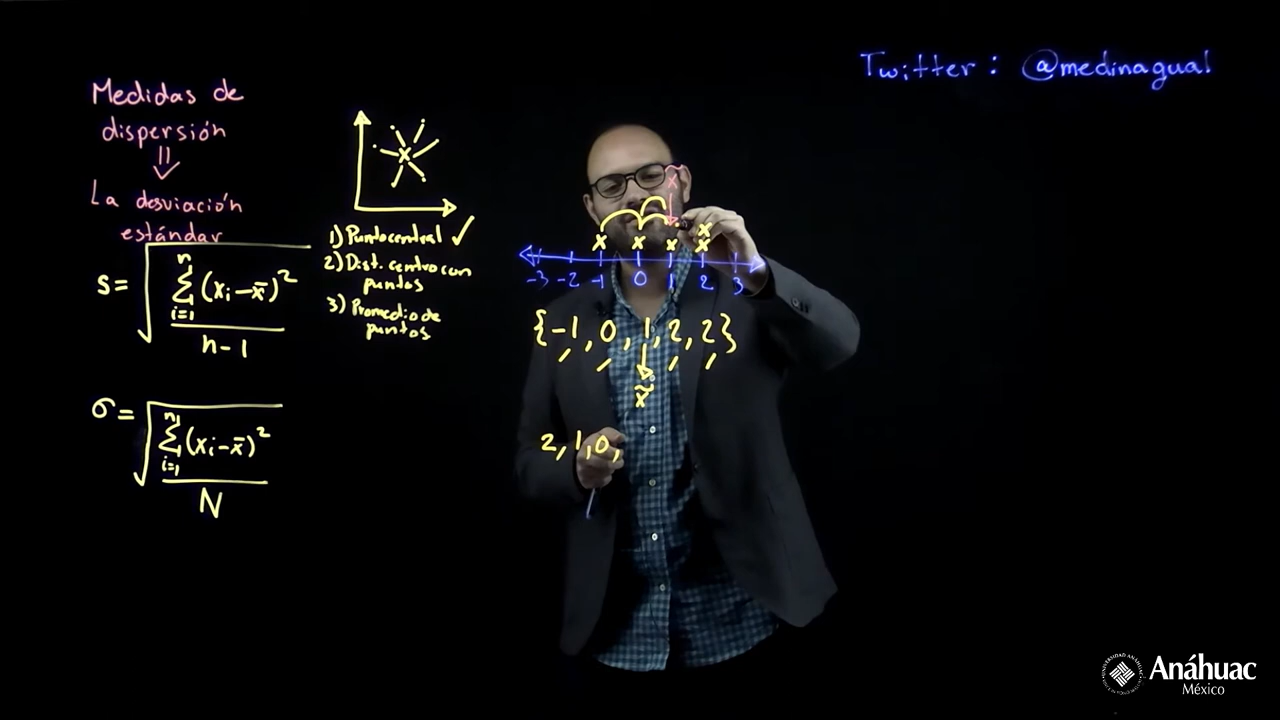 Twitter: @medinagual
Medidas de
dispersión
⇓
La desviación
estándar
s = √(∑ⁿᵢ₌₁ (xᵢ - x̄)² / n-1)
σ = √(∑ⁿᵢ₌₁ (xᵢ - x̄)² / N)
1) Punto central ✓
2) Dist. centro con
puntos
3) Promedio de
puntos
x̃
x x x x x
-3 -2 -1 0 1 2 3
{-1, 0, 1, 2, 2}
x̃
2, 1, 0,
Anáhuac
México